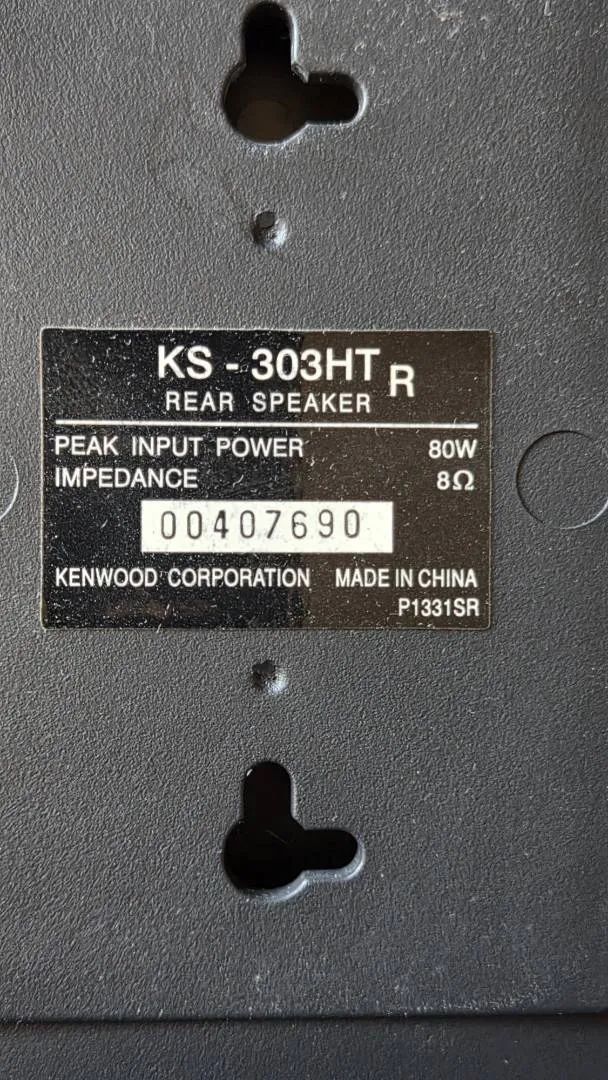 KS - 303HT R
REAR SPEAKER
PEAK INPUT POWER 80W
IMPEDANCE 8Ω
00407690
KENWOOD CORPORATION MADE IN CHINA
P1331SR